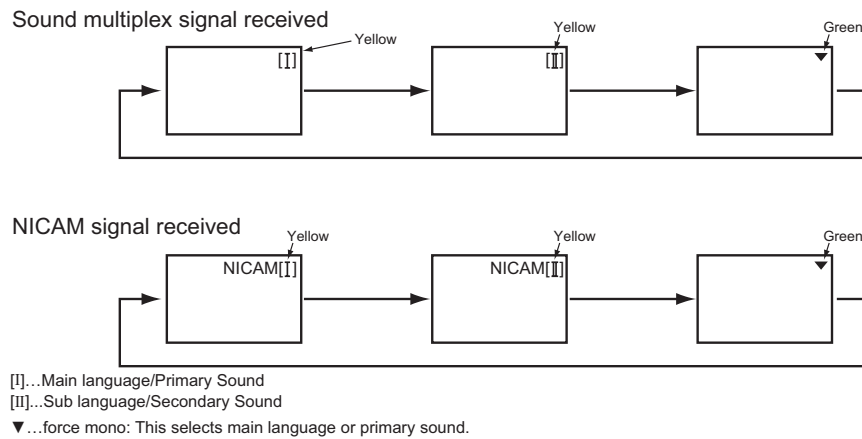 Sound multiplex signal received
Yellow Yellow Green
[I] [II] ▼
NICAM signal received
Yellow Yellow Green
NICAM[I] NICAM[II] ▼
[I]...Main language/Primary Sound
[II]...Sub language/Secondary Sound
▼...force mono: This selects main language or primary sound.